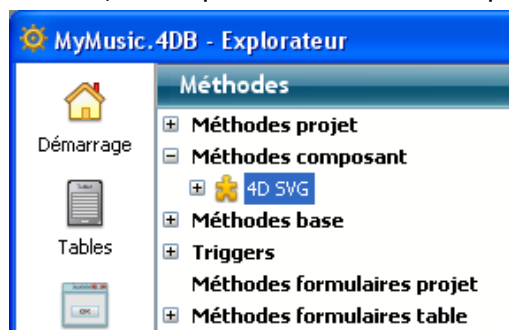 MyMusic.4DB - Explorateur
Méthodes
Démarrage
Méthodes projet
Méthodes composant
4D SVG
Tables
Méthodes base
Triggers
Méthodes formulaires projet
OK
Méthodes formulaires table